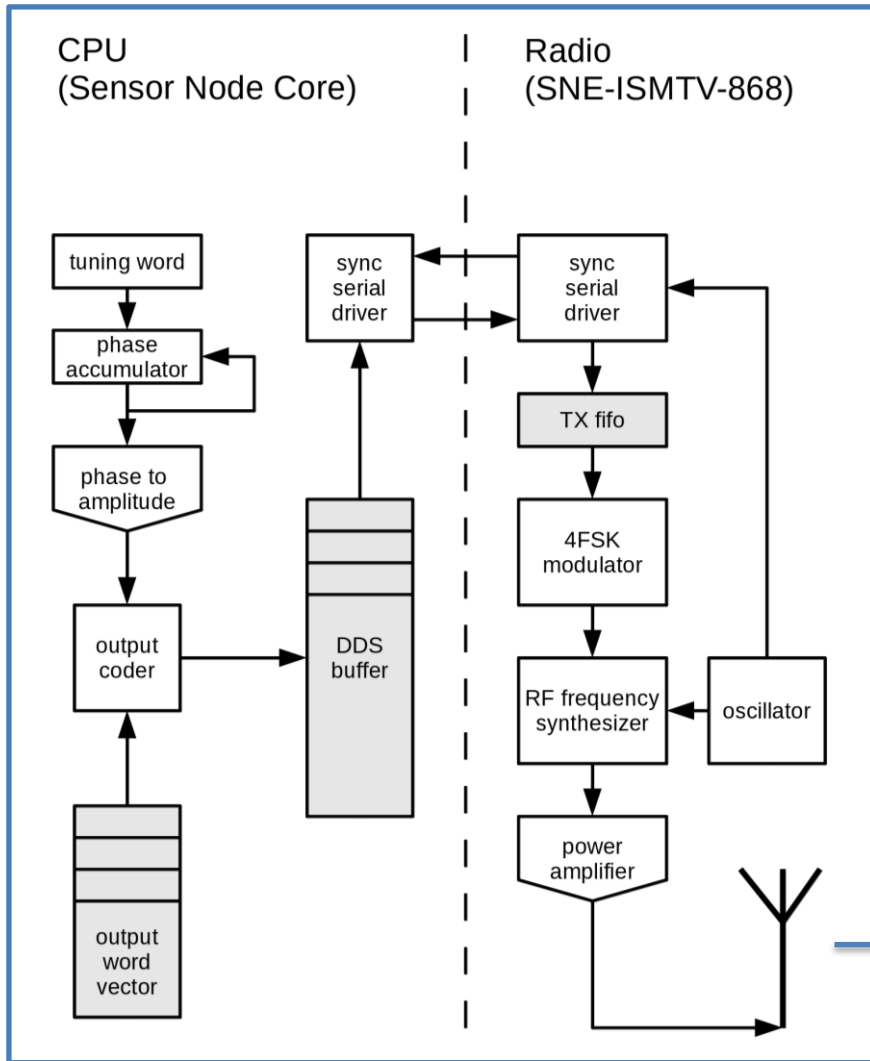 CPU
(Sensor Node Core)
Radio
(SNE-ISMTV-868)
tuning word
phase
accumulator
phase to
amplitude
output
coder
output
word
vector
sync
serial
driver
DDS
buffer
sync
serial
driver
TX fifo
4FSK
modulator
RF frequency
synthesizer
oscillator
power
amplifier